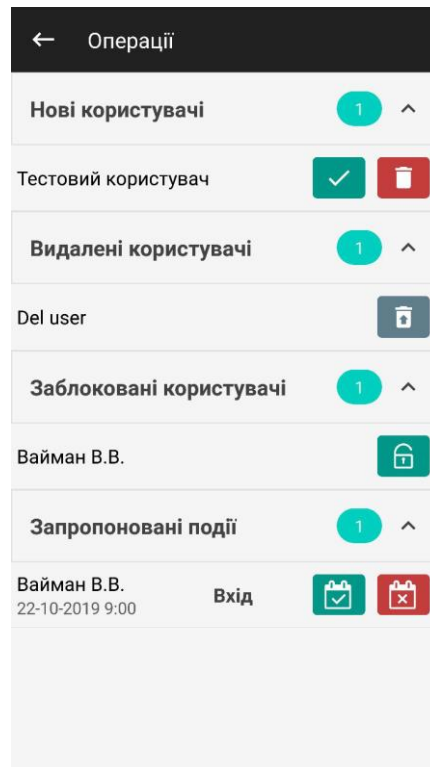 Операції
Нові користувачі 1
Тестовий користувач
Видалені користувачі 1
Del user
Заблоковані користувачі 1
Вайман В.В.
Запропоновані події 1
Вайман В.В.
22-10-2019 9:00 Вхід